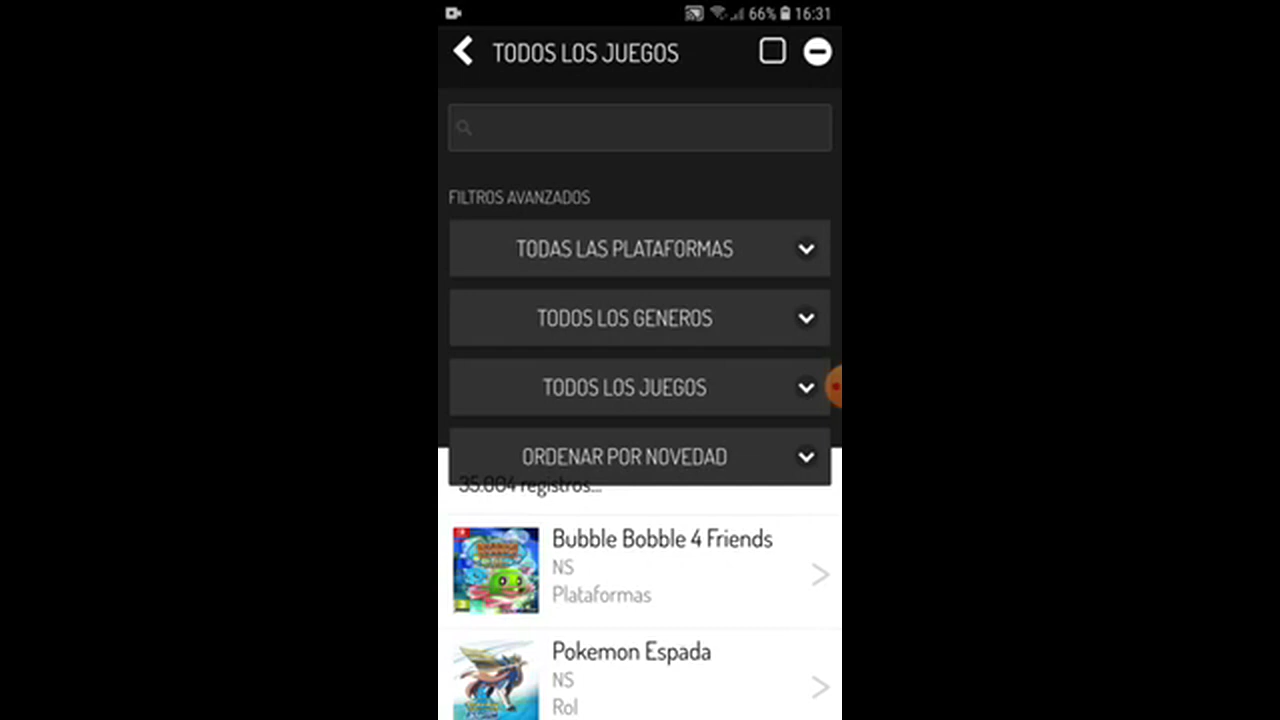 66% 16:31
TODOS LOS JUEGOS
FILTROS AVANZADOS
TODAS LAS PLATAFORMAS
TODOS LOS GENEROS
TODOS LOS JUEGOS
ORDENAR POR NOVEDAD
35.004 registros...
Bubble Bobble 4 Friends
NS
Plataformas
Pokemon Espada
NS
Rol